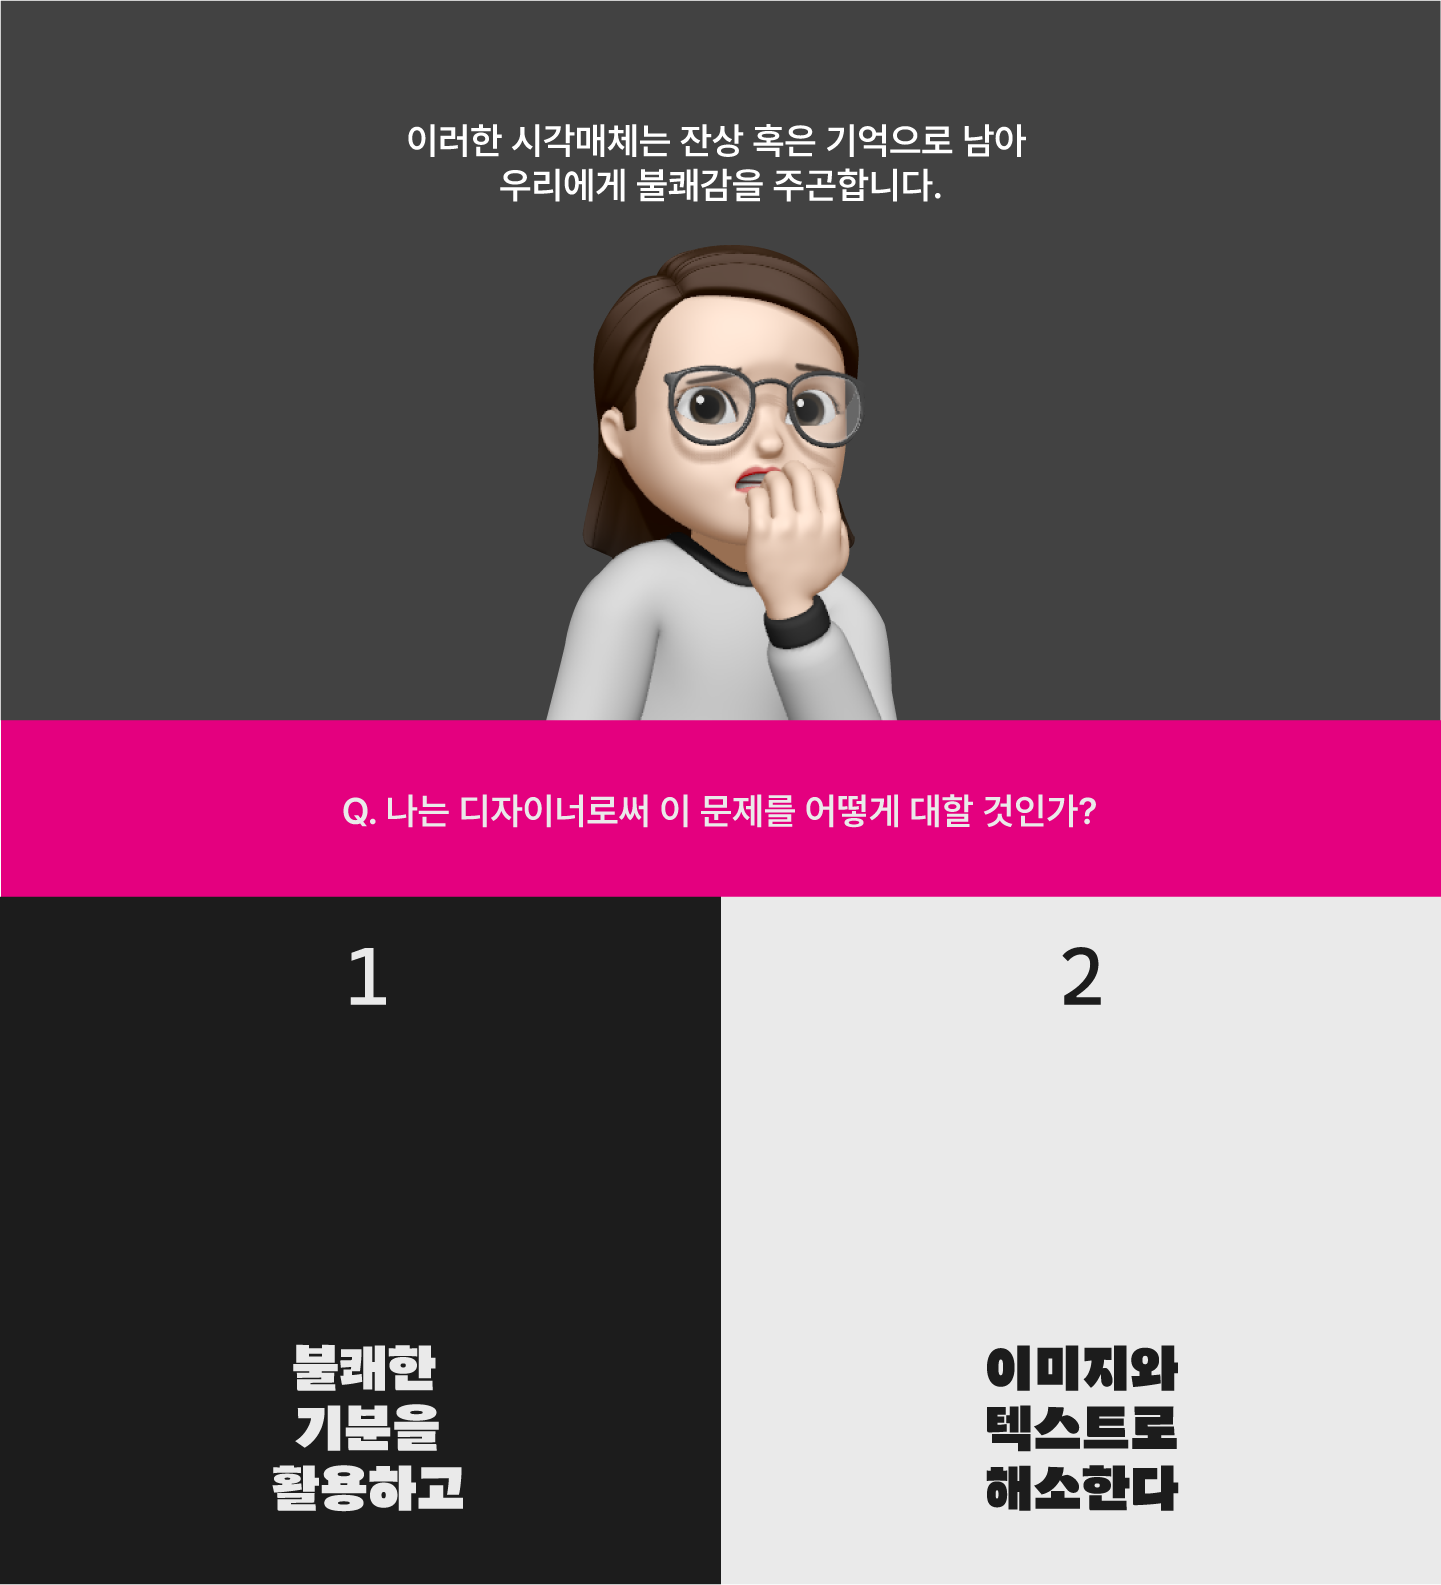 이러한 시각매체는 잔상 혹은 기억으로 남아
우리에게 불쾌감을 주곤합니다.
Q. 나는 디자이너로써 이 문제를 어떻게 대할 것인가?
1
불쾌한
기분을
활용하고
2
이미지와
텍스트로
해소한다